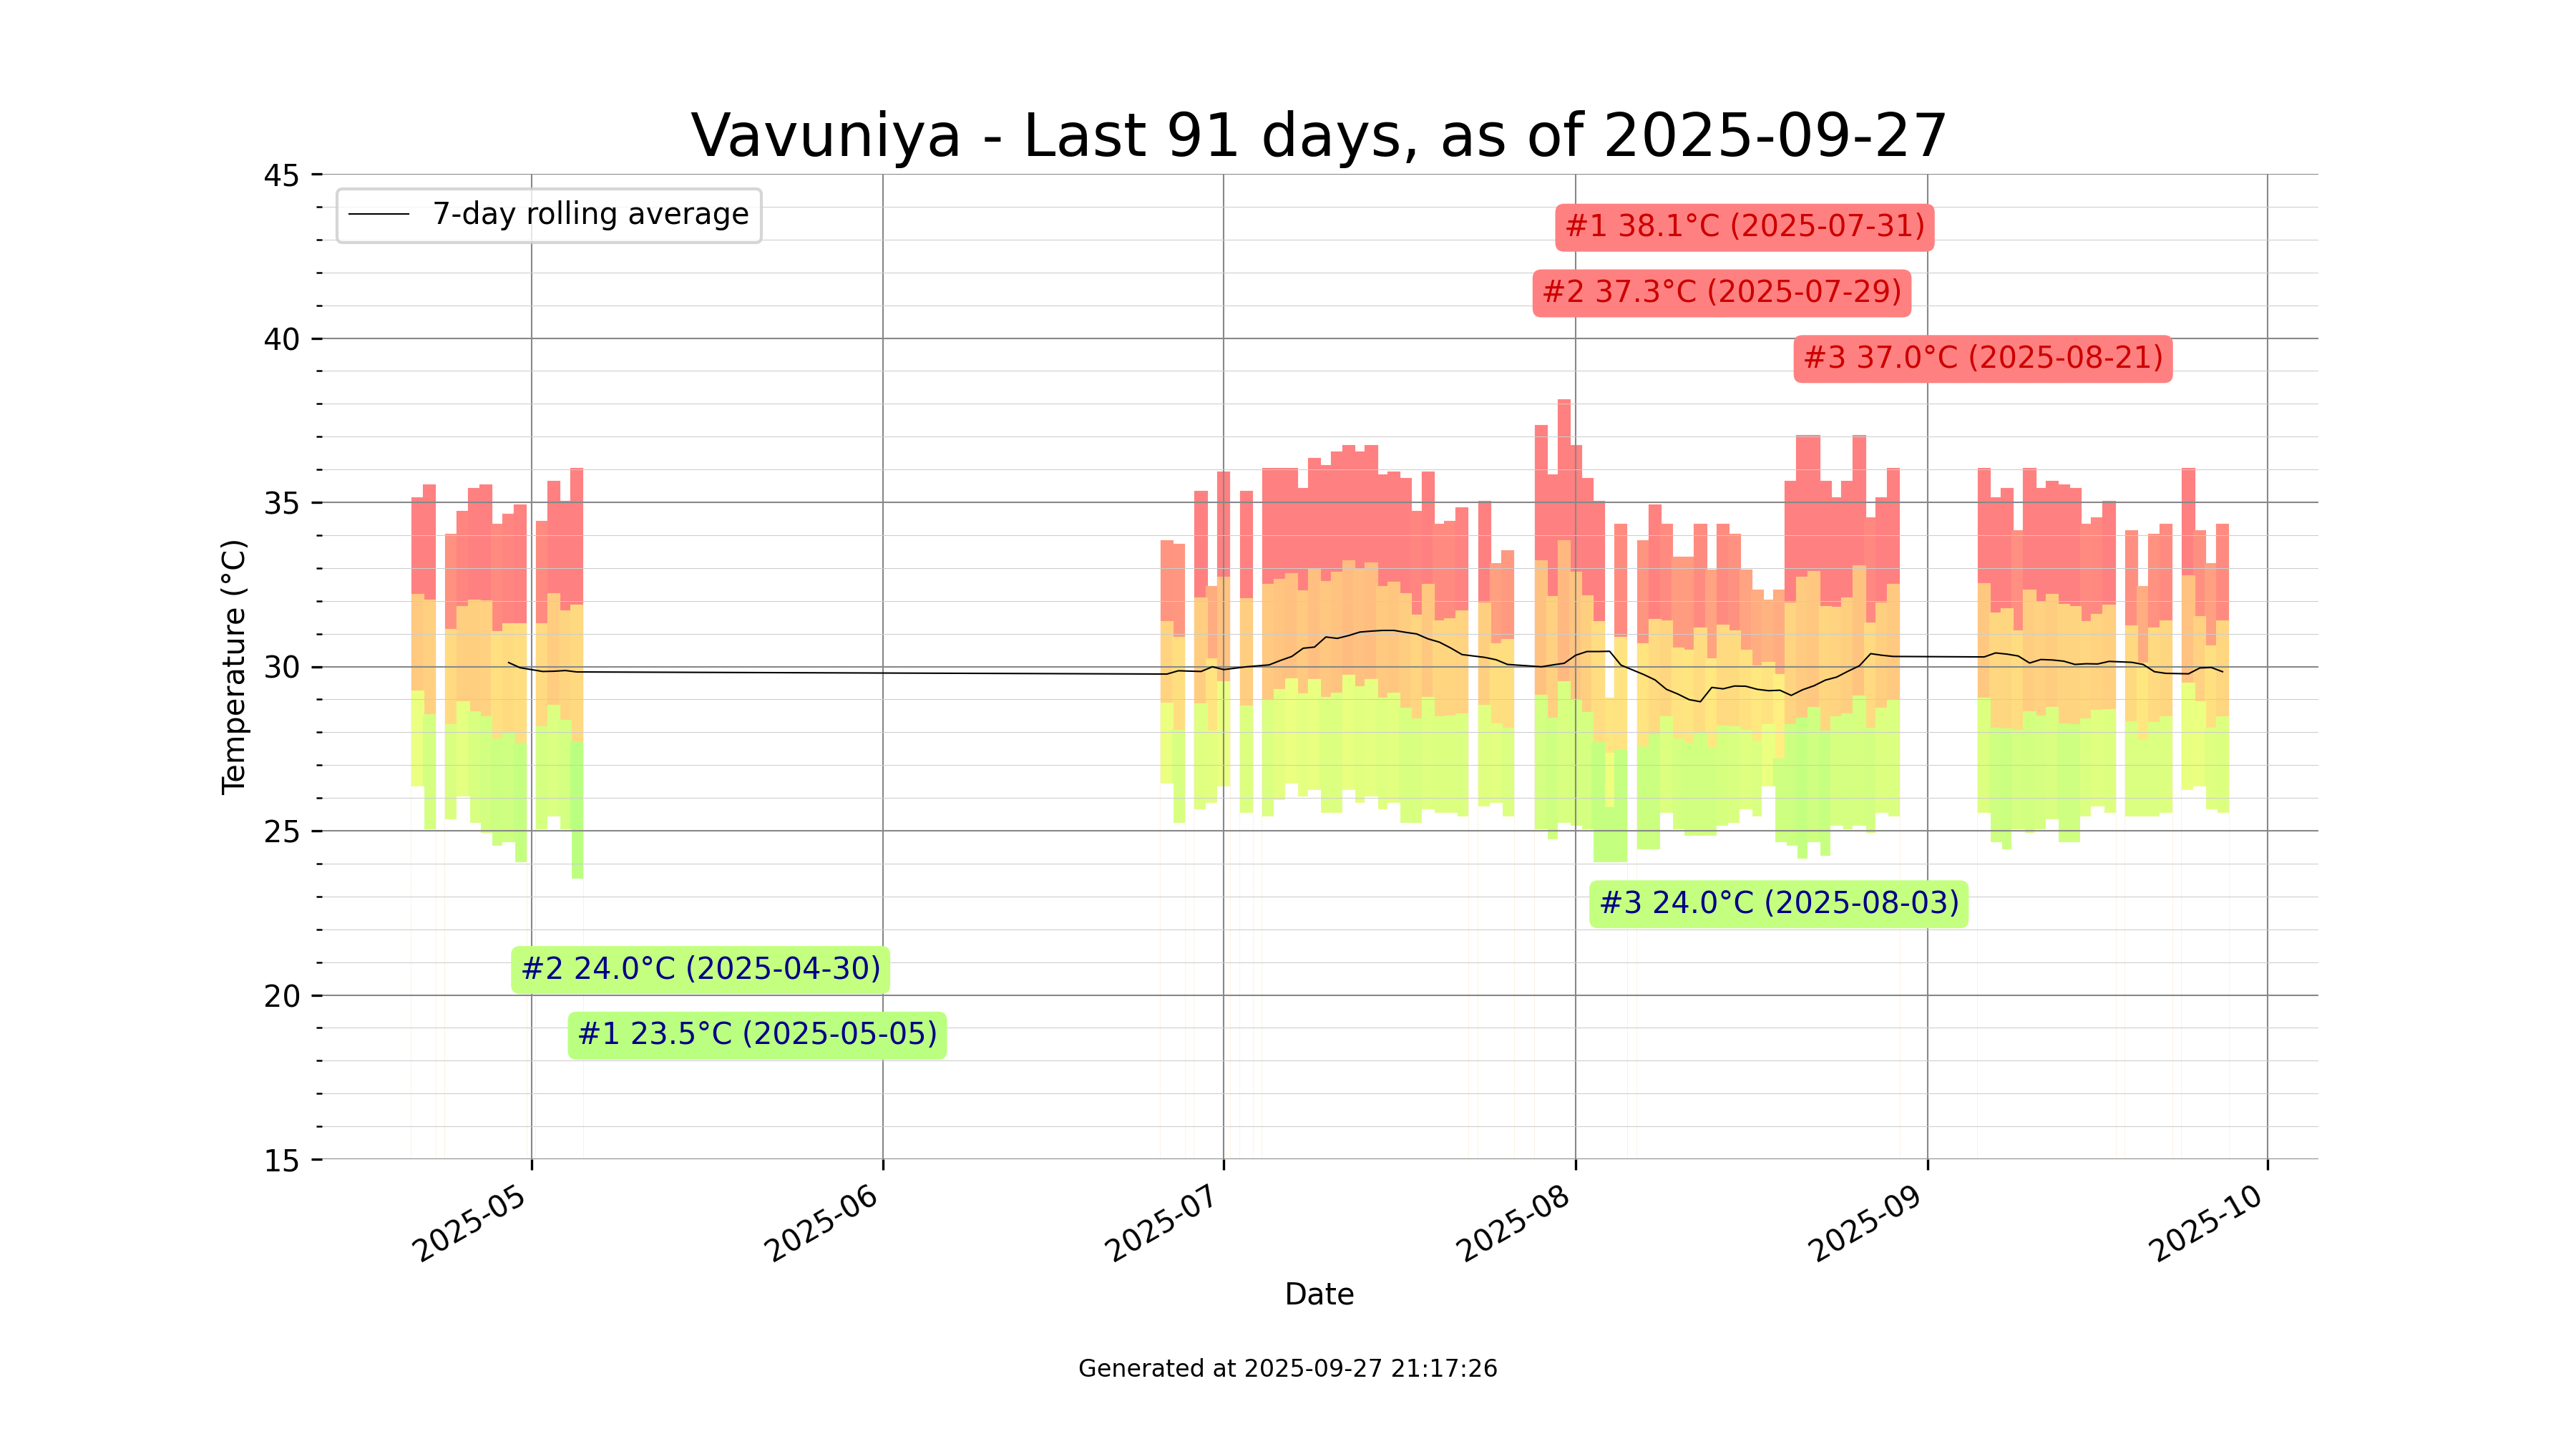 Vavuniya - Last 91 days, as of 2025-09-27
7-day rolling average
#1 38.1°C (2025-07-31)
#2 37.3°C (2025-07-29)
#3 37.0°C (2025-08-21)
#3 24.0°C (2025-08-03)
#2 24.0°C (2025-04-30)
#1 23.5°C (2025-05-05)
Temperature (°C)
45
40
35
30
25
20
15
2025-05
2025-06
2025-07
2025-08
2025-09
2025-10
Date
Generated at 2025-09-27 21:17:26